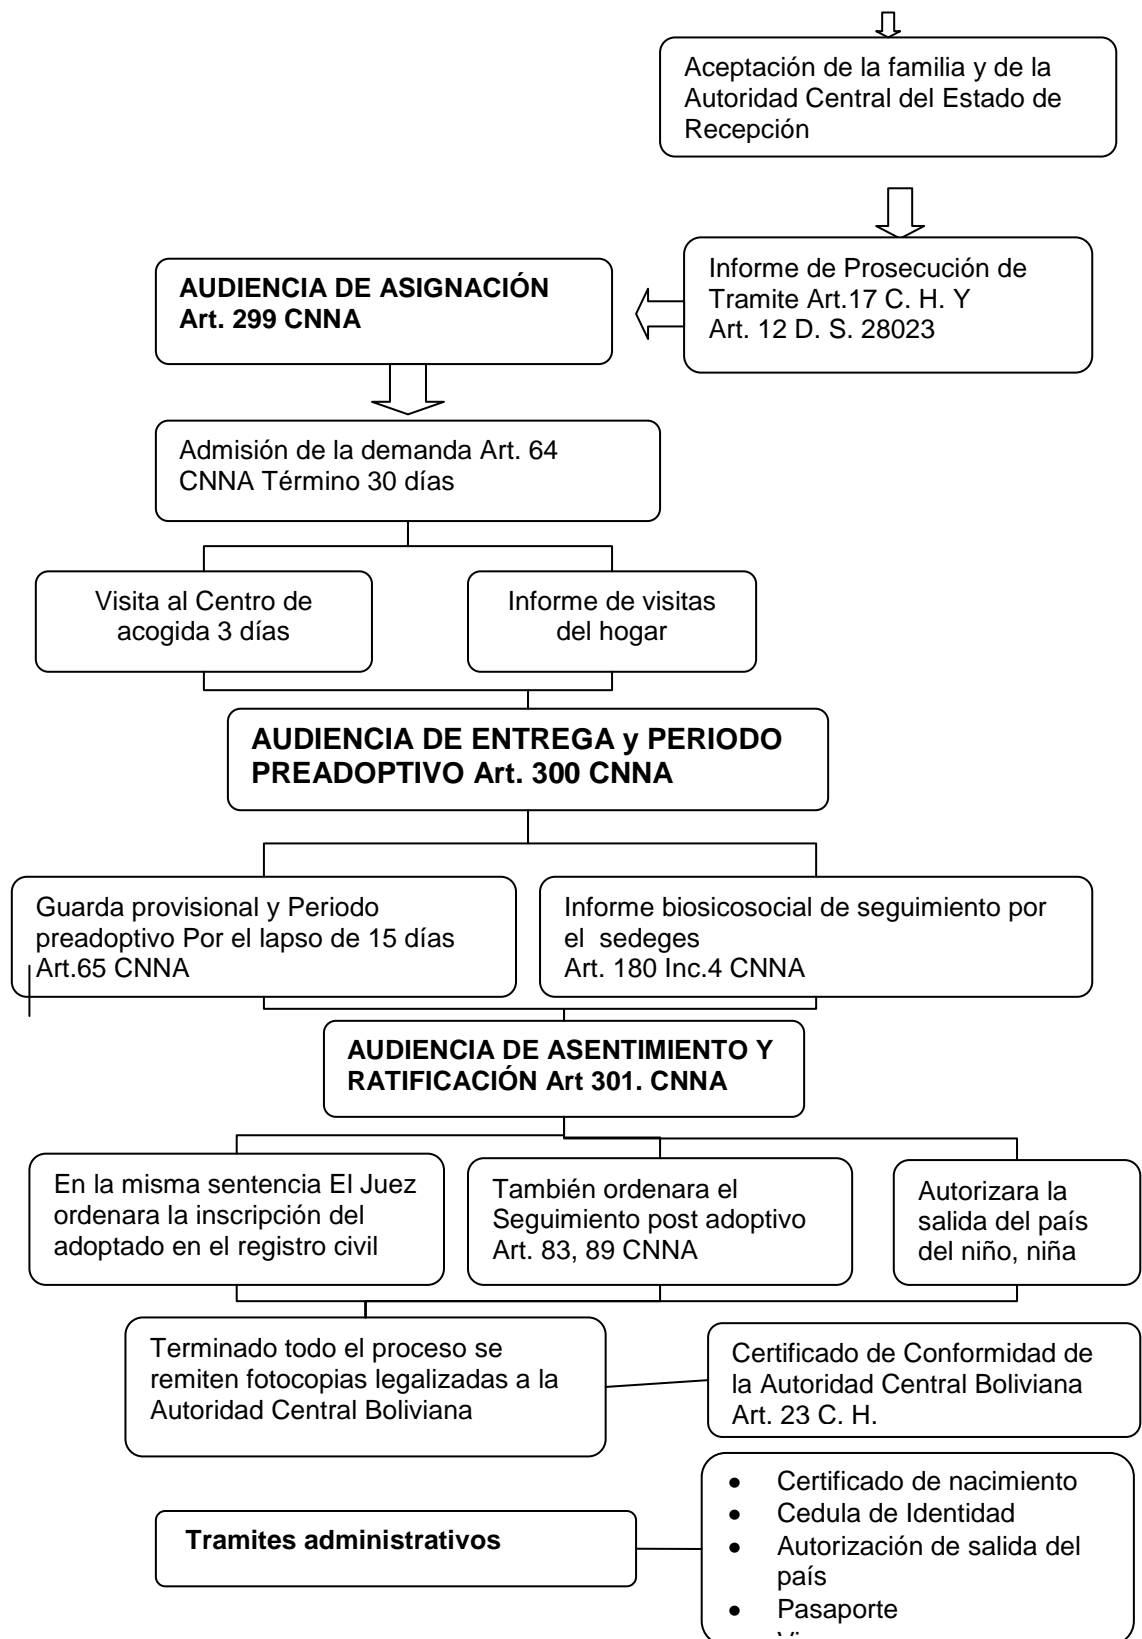 Aceptación de la familia y de la
Autoridad Central del Estado de
Recepción
Informe de Prosecución de
Tramite Art.17 C. H. Y
Art. 12 D. S. 28023
AUDIENCIA DE ASIGNACIÓN
Art. 299 CNNA
Admisión de la demanda Art. 64
CNNA Término 30 días
Visita al Centro de
acogida 3 días
Informe de visitas
del hogar
AUDIENCIA DE ENTREGA y PERIODO
PREADOPTIVO Art. 300 CNNA
Guarda provisional y Periodo
preadoptivo Por el lapso de 15 días
Art.65 CNNA
Informe biosicosocial de seguimiento por
el sedeges
Art. 180 Inc.4 CNNA
AUDIENCIA DE ASENTIMIENTO Y
RATIFICACIÓN Art 301. CNNA
En la misma sentencia El Juez
ordenara la inscripción del
adoptado en el registro civil
También ordenara el
Seguimiento post adoptivo
Art. 83, 89 CNNA
Autorizara la
salida del país
del niño, niña
Terminado todo el proceso se
remiten fotocopias legalizadas a la
Autoridad Central Boliviana
Certificado de Conformidad de
la Autoridad Central Boliviana
Art. 23 C. H.
Tramites administrativos
• Certificado de nacimiento
• Cedula de Identidad
• Autorización de salida del
país
• Pasaporte